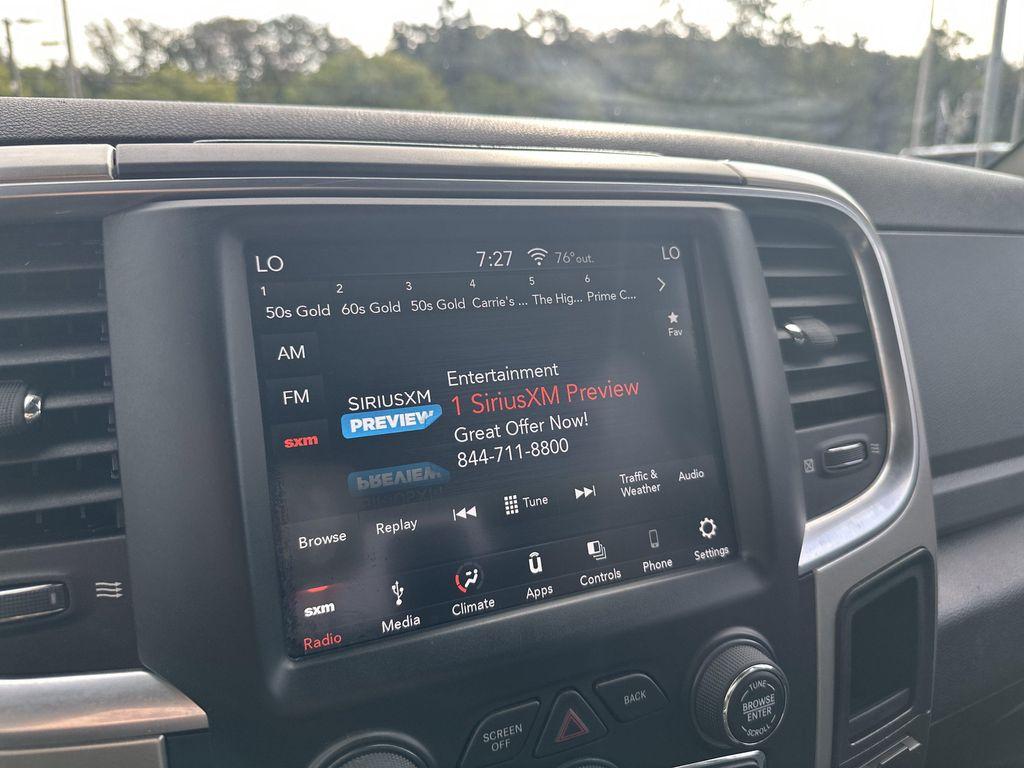 LO 7:27 76° out. LO
1 2 3 4 5 6
50s Gold 60s Gold 50s Gold Carrie's ... The Hig... Prime C...
Fav
AM
FM
sxm
SIRIUSXM
PREVIEW
Entertainment
1 SiriusXM Preview
Great Offer Now!
844-711-8800
PREVIEW
SIRIUSXM
Browse Replay Tune Traffic &
Weather Audio
sxm
Radio Media Climate Apps Controls Phone Settings
SCREEN
OFF
BACK
TUNE
BROWSE
ENTER
SCROLL